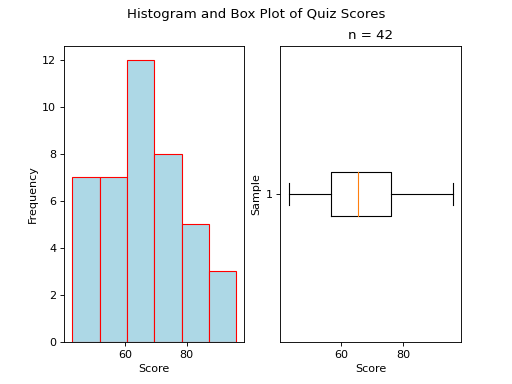 Histogram and Box Plot of Quiz Scores
n = 42
12
10
8
6
4
2
0
Frequency
60 80
Score
1
Sample
60 80
Score